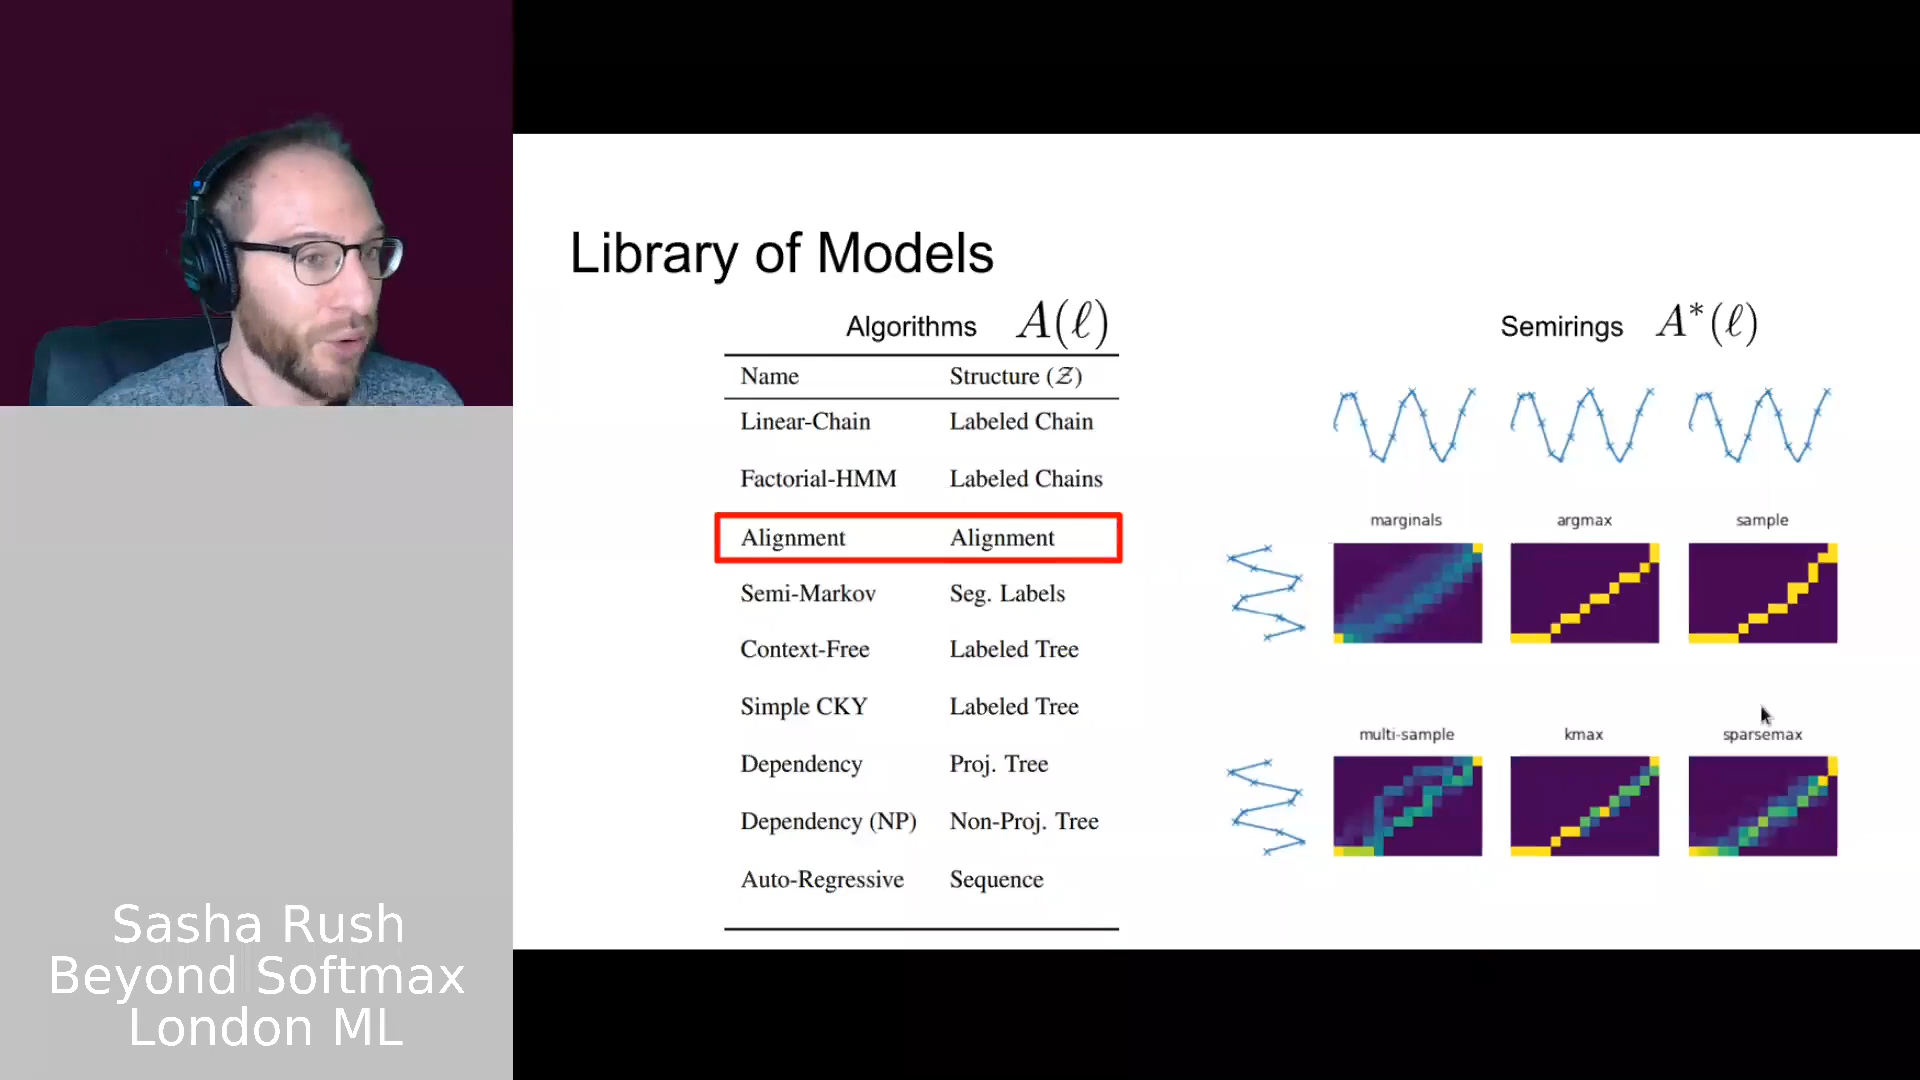 Library of Models
Algorithms A(ℓ)
Name Structure (𝒵)
Linear-Chain Labeled Chain
Factorial-HMM Labeled Chains
Alignment Alignment
Semi-Markov Seg. Labels
Context-Free Labeled Tree
Simple CKY Labeled Tree
Dependency Proj. Tree
Dependency (NP) Non-Proj. Tree
Auto-Regressive Sequence
Semirings A*(ℓ)
marginals argmax sample
multi-sample kmax sparsemax
Sasha Rush
Beyond Softmax
London ML